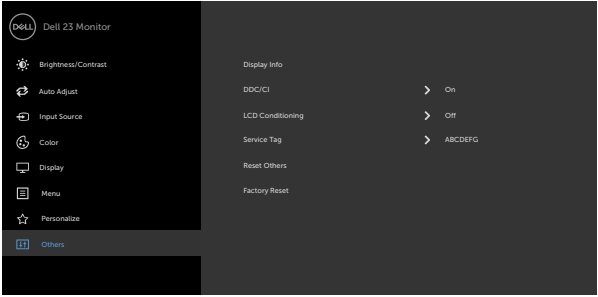 DELL
Dell 23 Monitor
Brightness/Contrast
Auto Adjust
Input Source
Color
Display
Menu
Personalize
Others
Display Info
DDC/CI On
LCD Conditioning Off
Service Tag ABCDEFG
Reset Others
Factory Reset